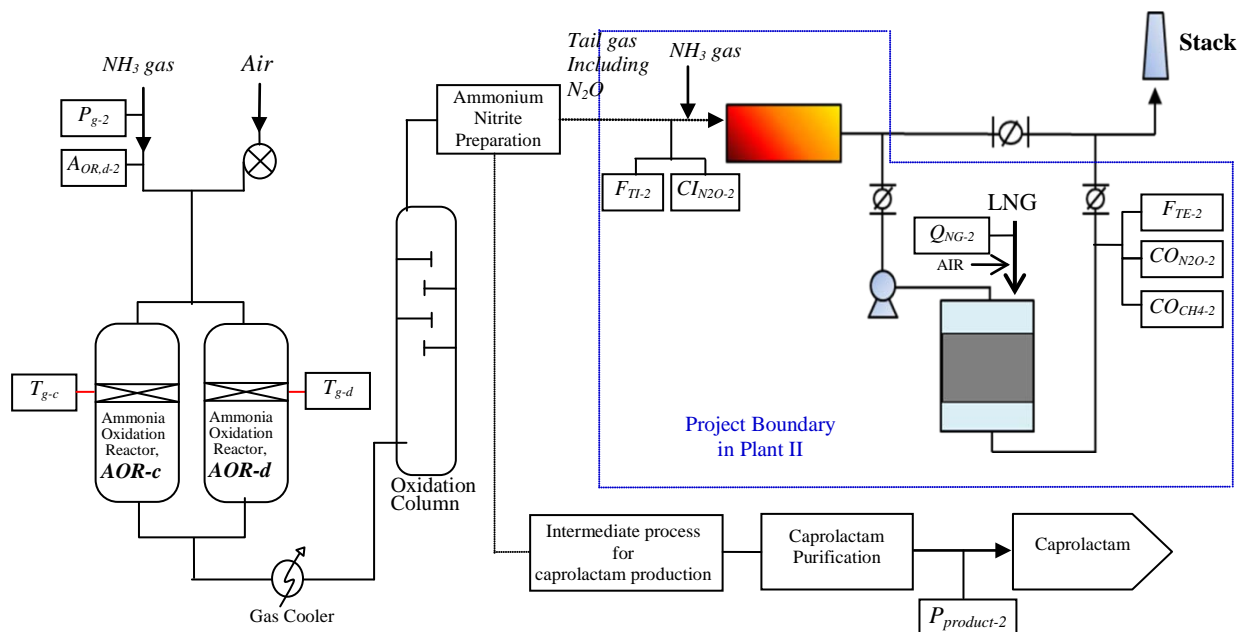 NH3 gas
Air
Pg-2
AOR,d-2
Tail gas
Including
N2O
NH3 gas
Stack
Ammonium
Nitrite
Preparation
FTI-2
CIN2O-2
LNG
QNG-2
AIR
FTE-2
CON2O-2
COCH4-2
Tg-c
Ammonia
Oxidation
Reactor,
AOR-c
Ammonia
Oxidation
Reactor,
AOR-d
Tg-d
Project Boundary
in Plant II
Oxidation
Column
Gas Cooler
Intermediate process
for
caprolactam production
Caprolactam
Purification
Caprolactam
Pproduct-2